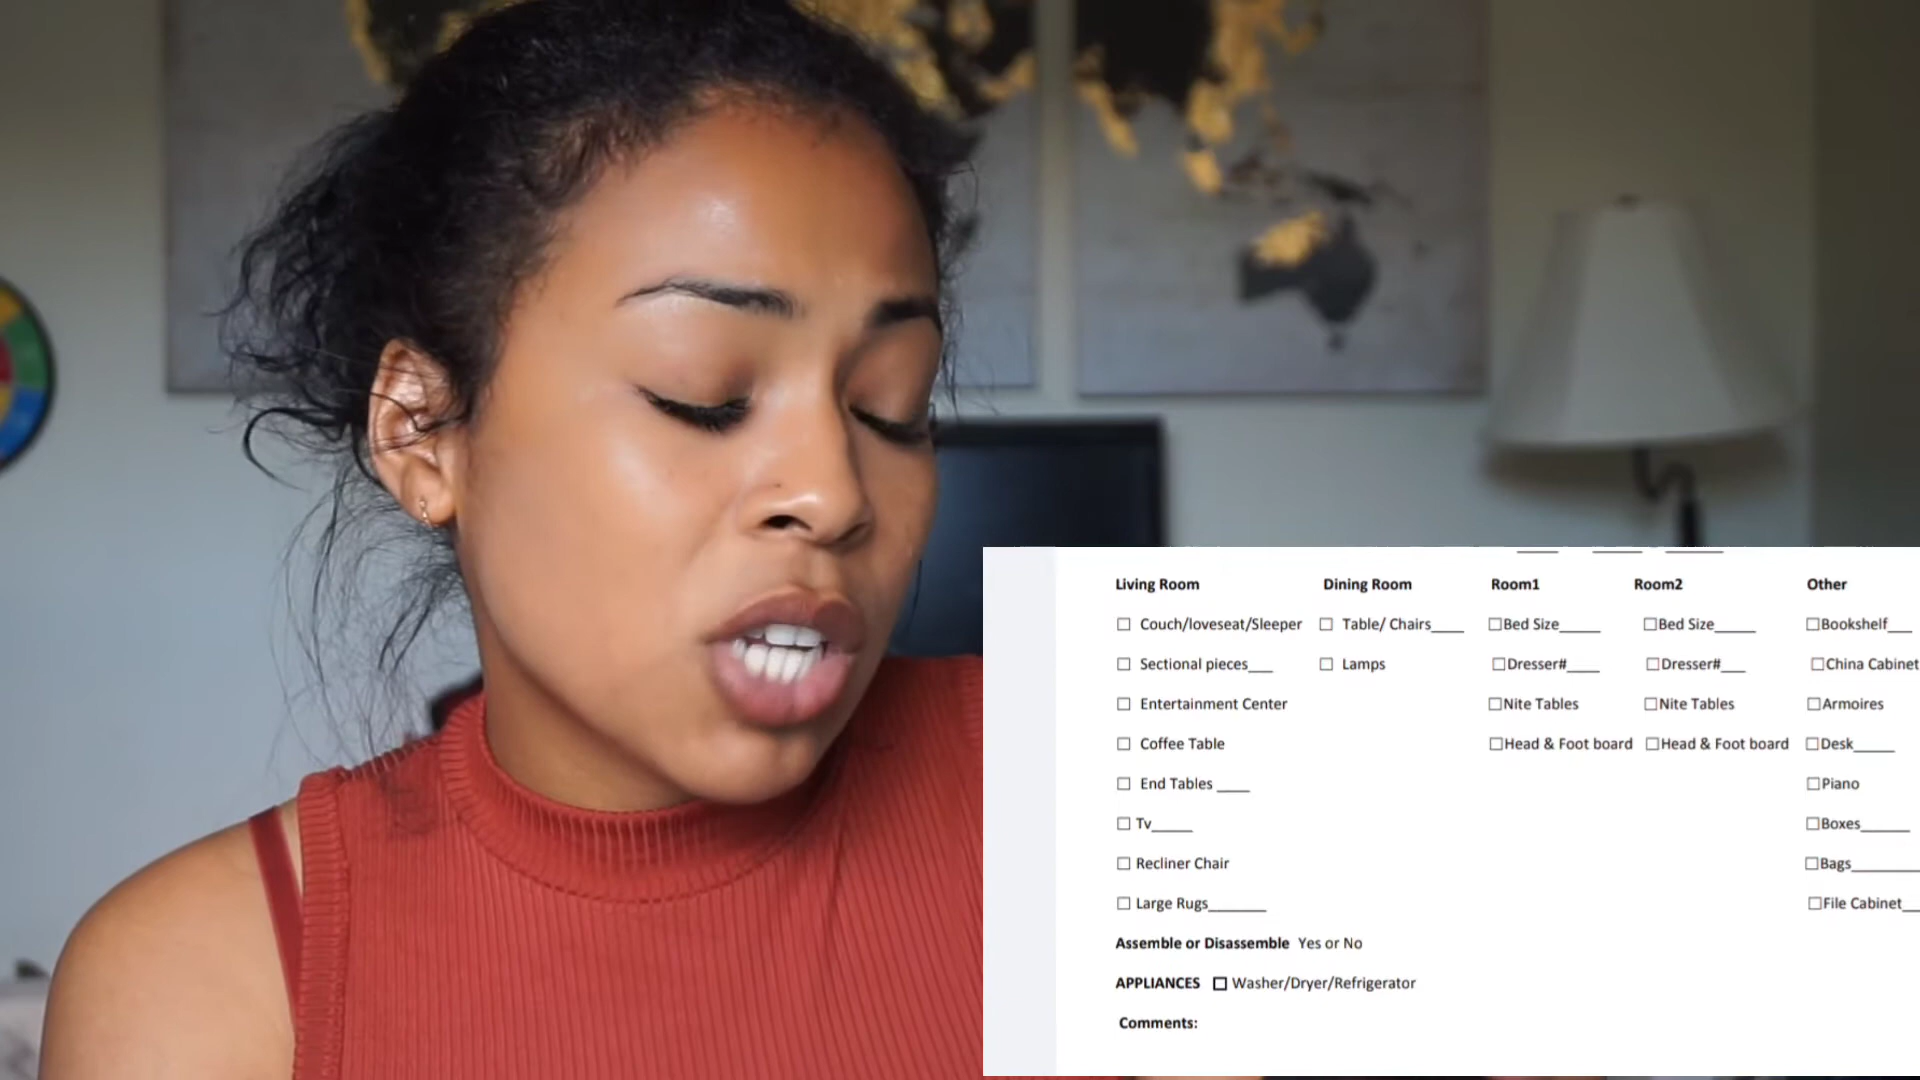 Living Room Dining Room Room1 Room2 Other
☐ Couch/loveseat/Sleeper ☐ Table/ Chairs____ ☐Bed Size_____ ☐Bed Size_____ ☐Bookshelf___
☐ Sectional pieces___ ☐ Lamps ☐Dresser#____ ☐Dresser#___ ☐China Cabinet
☐ Entertainment Center ☐Nite Tables ☐Nite Tables ☐Armoires
☐ Coffee Table ☐Head & Foot board ☐Head & Foot board ☐Desk_____
☐ End Tables ____ ☐Piano
☐ Tv_____ ☐Boxes______
☐ Recliner Chair ☐Bags_________
☐ Large Rugs_______ ☐File Cabinet__
Assemble or Disassemble Yes or No
APPLIANCES ☐ Washer/Dryer/Refrigerator
Comments: